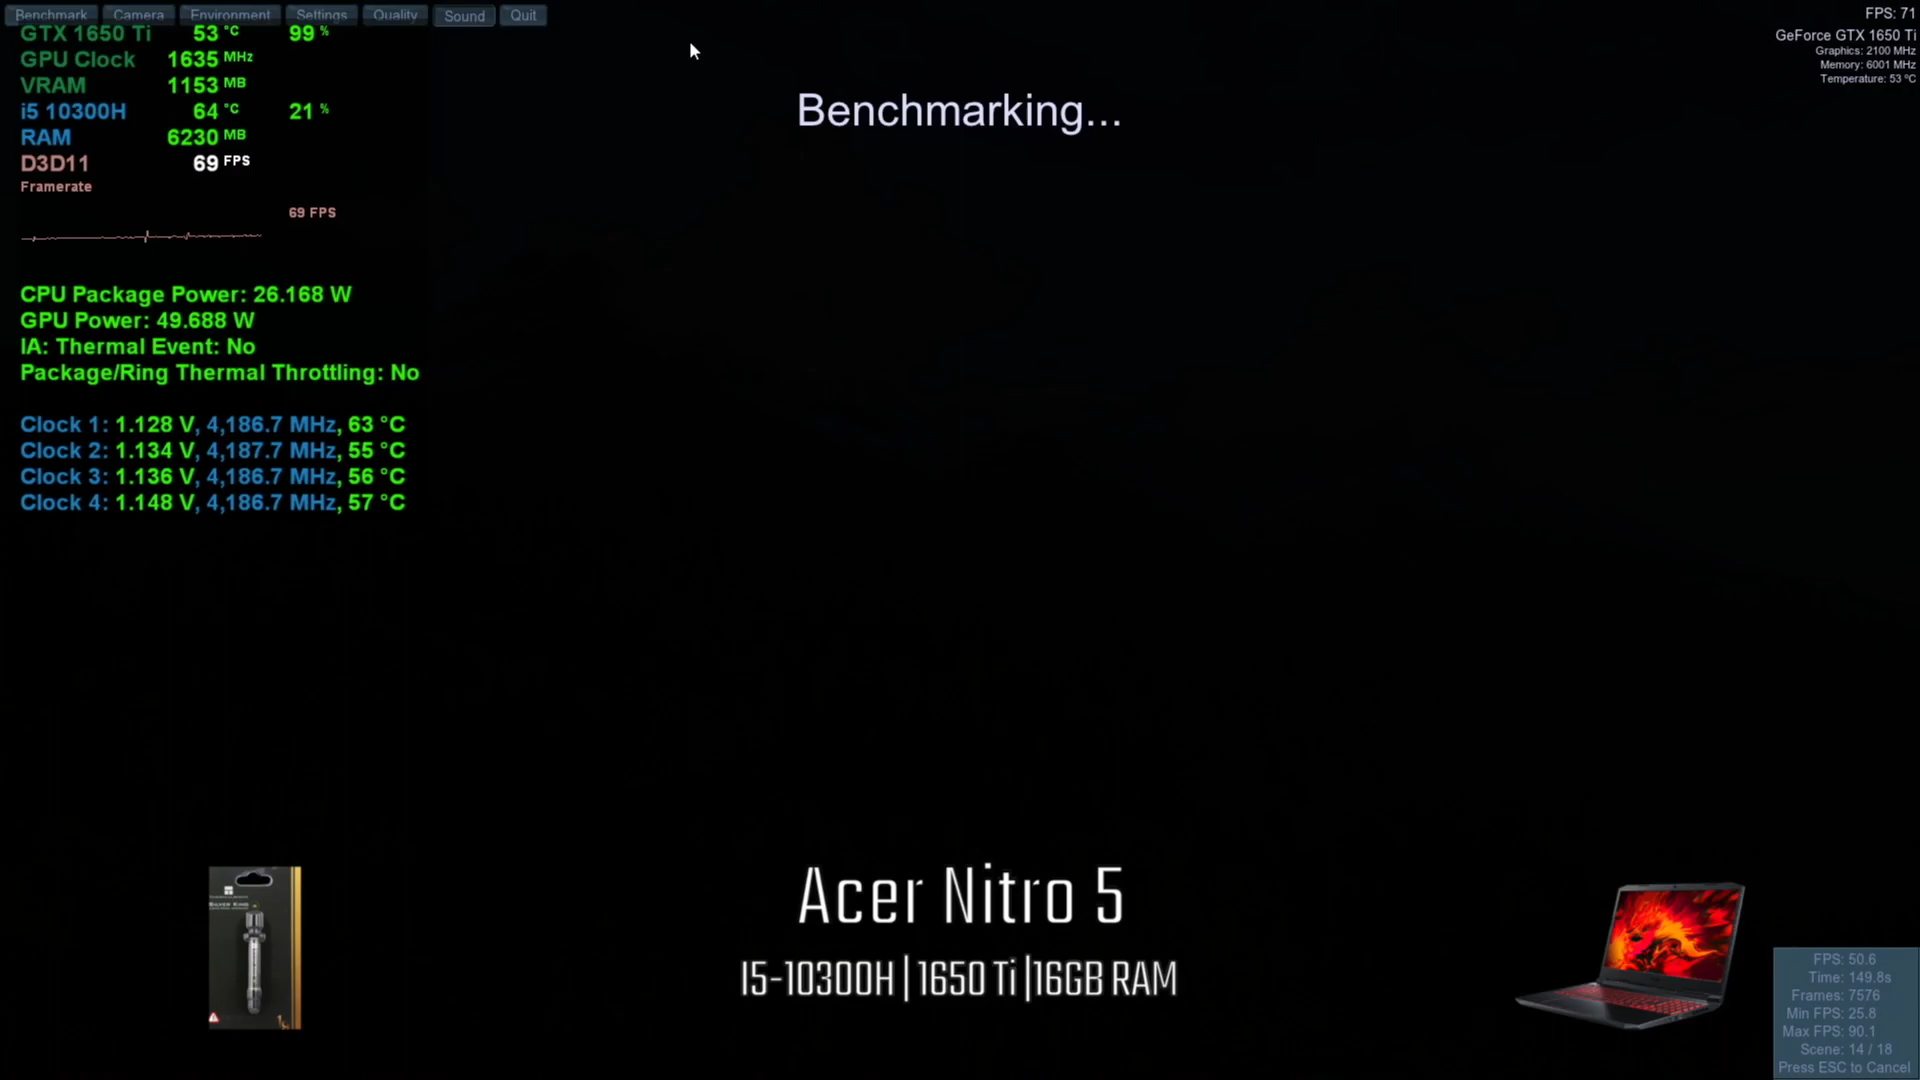 Benchmark Camera Environment Settings Quality Sound Quit
FPS: 71
GeForce GTX 1650 Ti
Graphics: 2100 MHz
Memory: 6001 MHz
Temperature: 53 ºC
GTX 1650 Ti 53 °C 99 %
GPU Clock 1635 MHz
VRAM 1153 MB
i5 10300H 64 °C 21 %
RAM 6230 MB
D3D11 69 FPS
Framerate
69 FPS
Benchmarking...
CPU Package Power: 26.168 W
GPU Power: 49.688 W
IA: Thermal Event: No
Package/Ring Thermal Throttling: No
Clock 1: 1.128 V, 4,186.7 MHz, 63 °C
Clock 2: 1.134 V, 4,187.7 MHz, 55 °C
Clock 3: 1.136 V, 4,186.7 MHz, 56 °C
Clock 4: 1.148 V, 4,186.7 MHz, 57 °C
SILVER KING
Acer Nitro 5
I5-10300H | 1650 Ti |16GB RAM
FPS: 50.6
Time: 149.8s
Frames: 7576
Min FPS: 25.8
Max FPS: 90.1
Scene: 14 / 18
Press ESC to Cancel